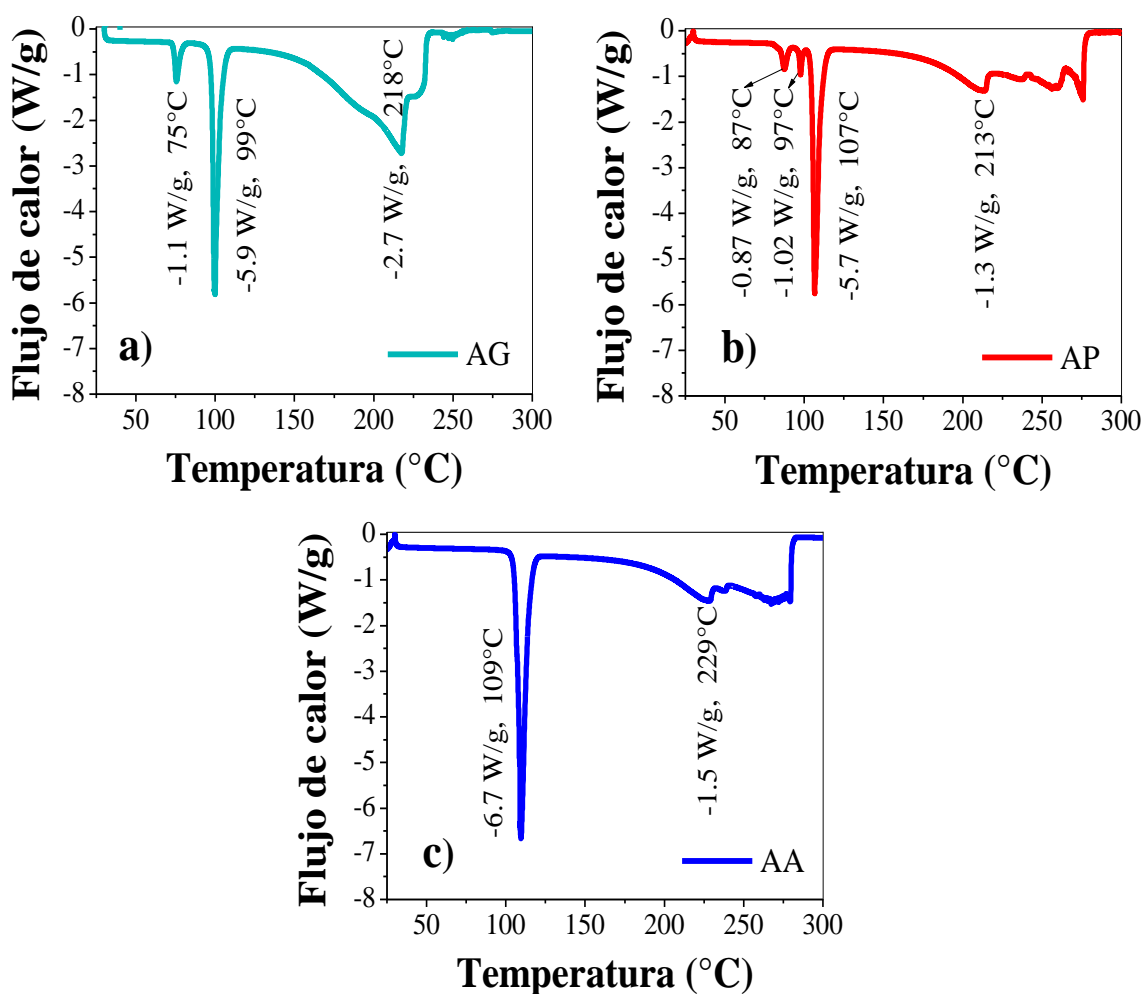 Flujo de calor (W/g)
0
-1
-2
-3
-4
-5
-6
-7
-8
-1.1 W/g, 75°C
-5.9 W/g, 99°C
-2.7 W/g, 218°C
a)
AG
50 100 150 200 250 300
Temperatura (°C)
Flujo de calor (W/g)
0
-1
-2
-3
-4
-5
-6
-7
-8
-0.87 W/g, 87°C
-1.02 W/g, 97°C
-5.7 W/g, 107°C
-1.3 W/g, 213°C
b)
AP
50 100 150 200 250 300
Temperatura (°C)
Flujo de calor (W/g)
0
-1
-2
-3
-4
-5
-6
-7
-8
-6.7 W/g, 109°C
-1.5 W/g, 229°C
c)
AA
50 100 150 200 250 300
Temperatura (°C)